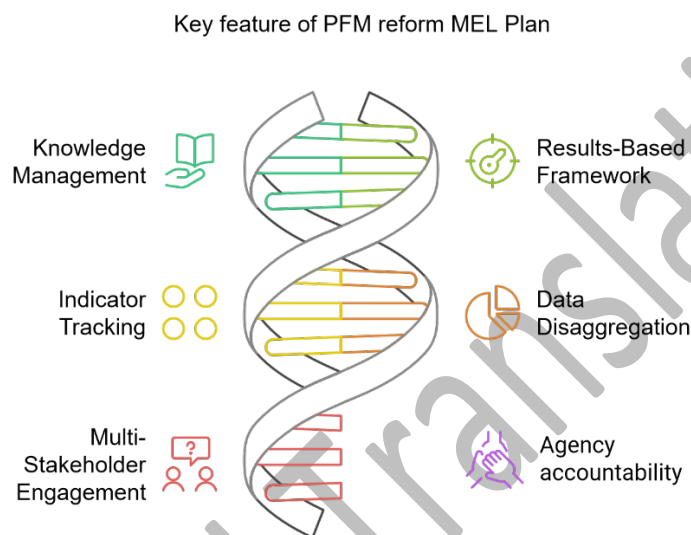 Key feature of PFM reform MEL Plan
Knowledge
Management
Results-Based
Framework
Indicator
Tracking
Data
Disaggregation
Multi-
Stakeholder
Engagement
?
Agency
accountability